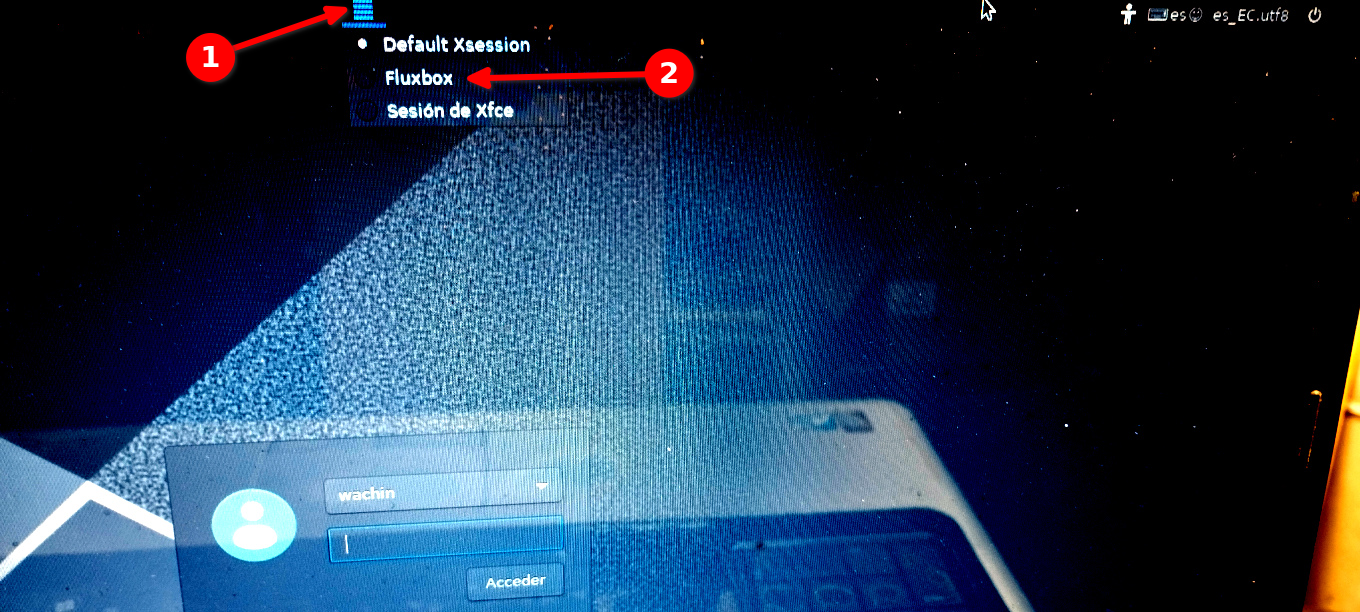 1
es es_EC.utf8
Default Xsession
Fluxbox
2
Sesión de Xfce
wachin
Acceder